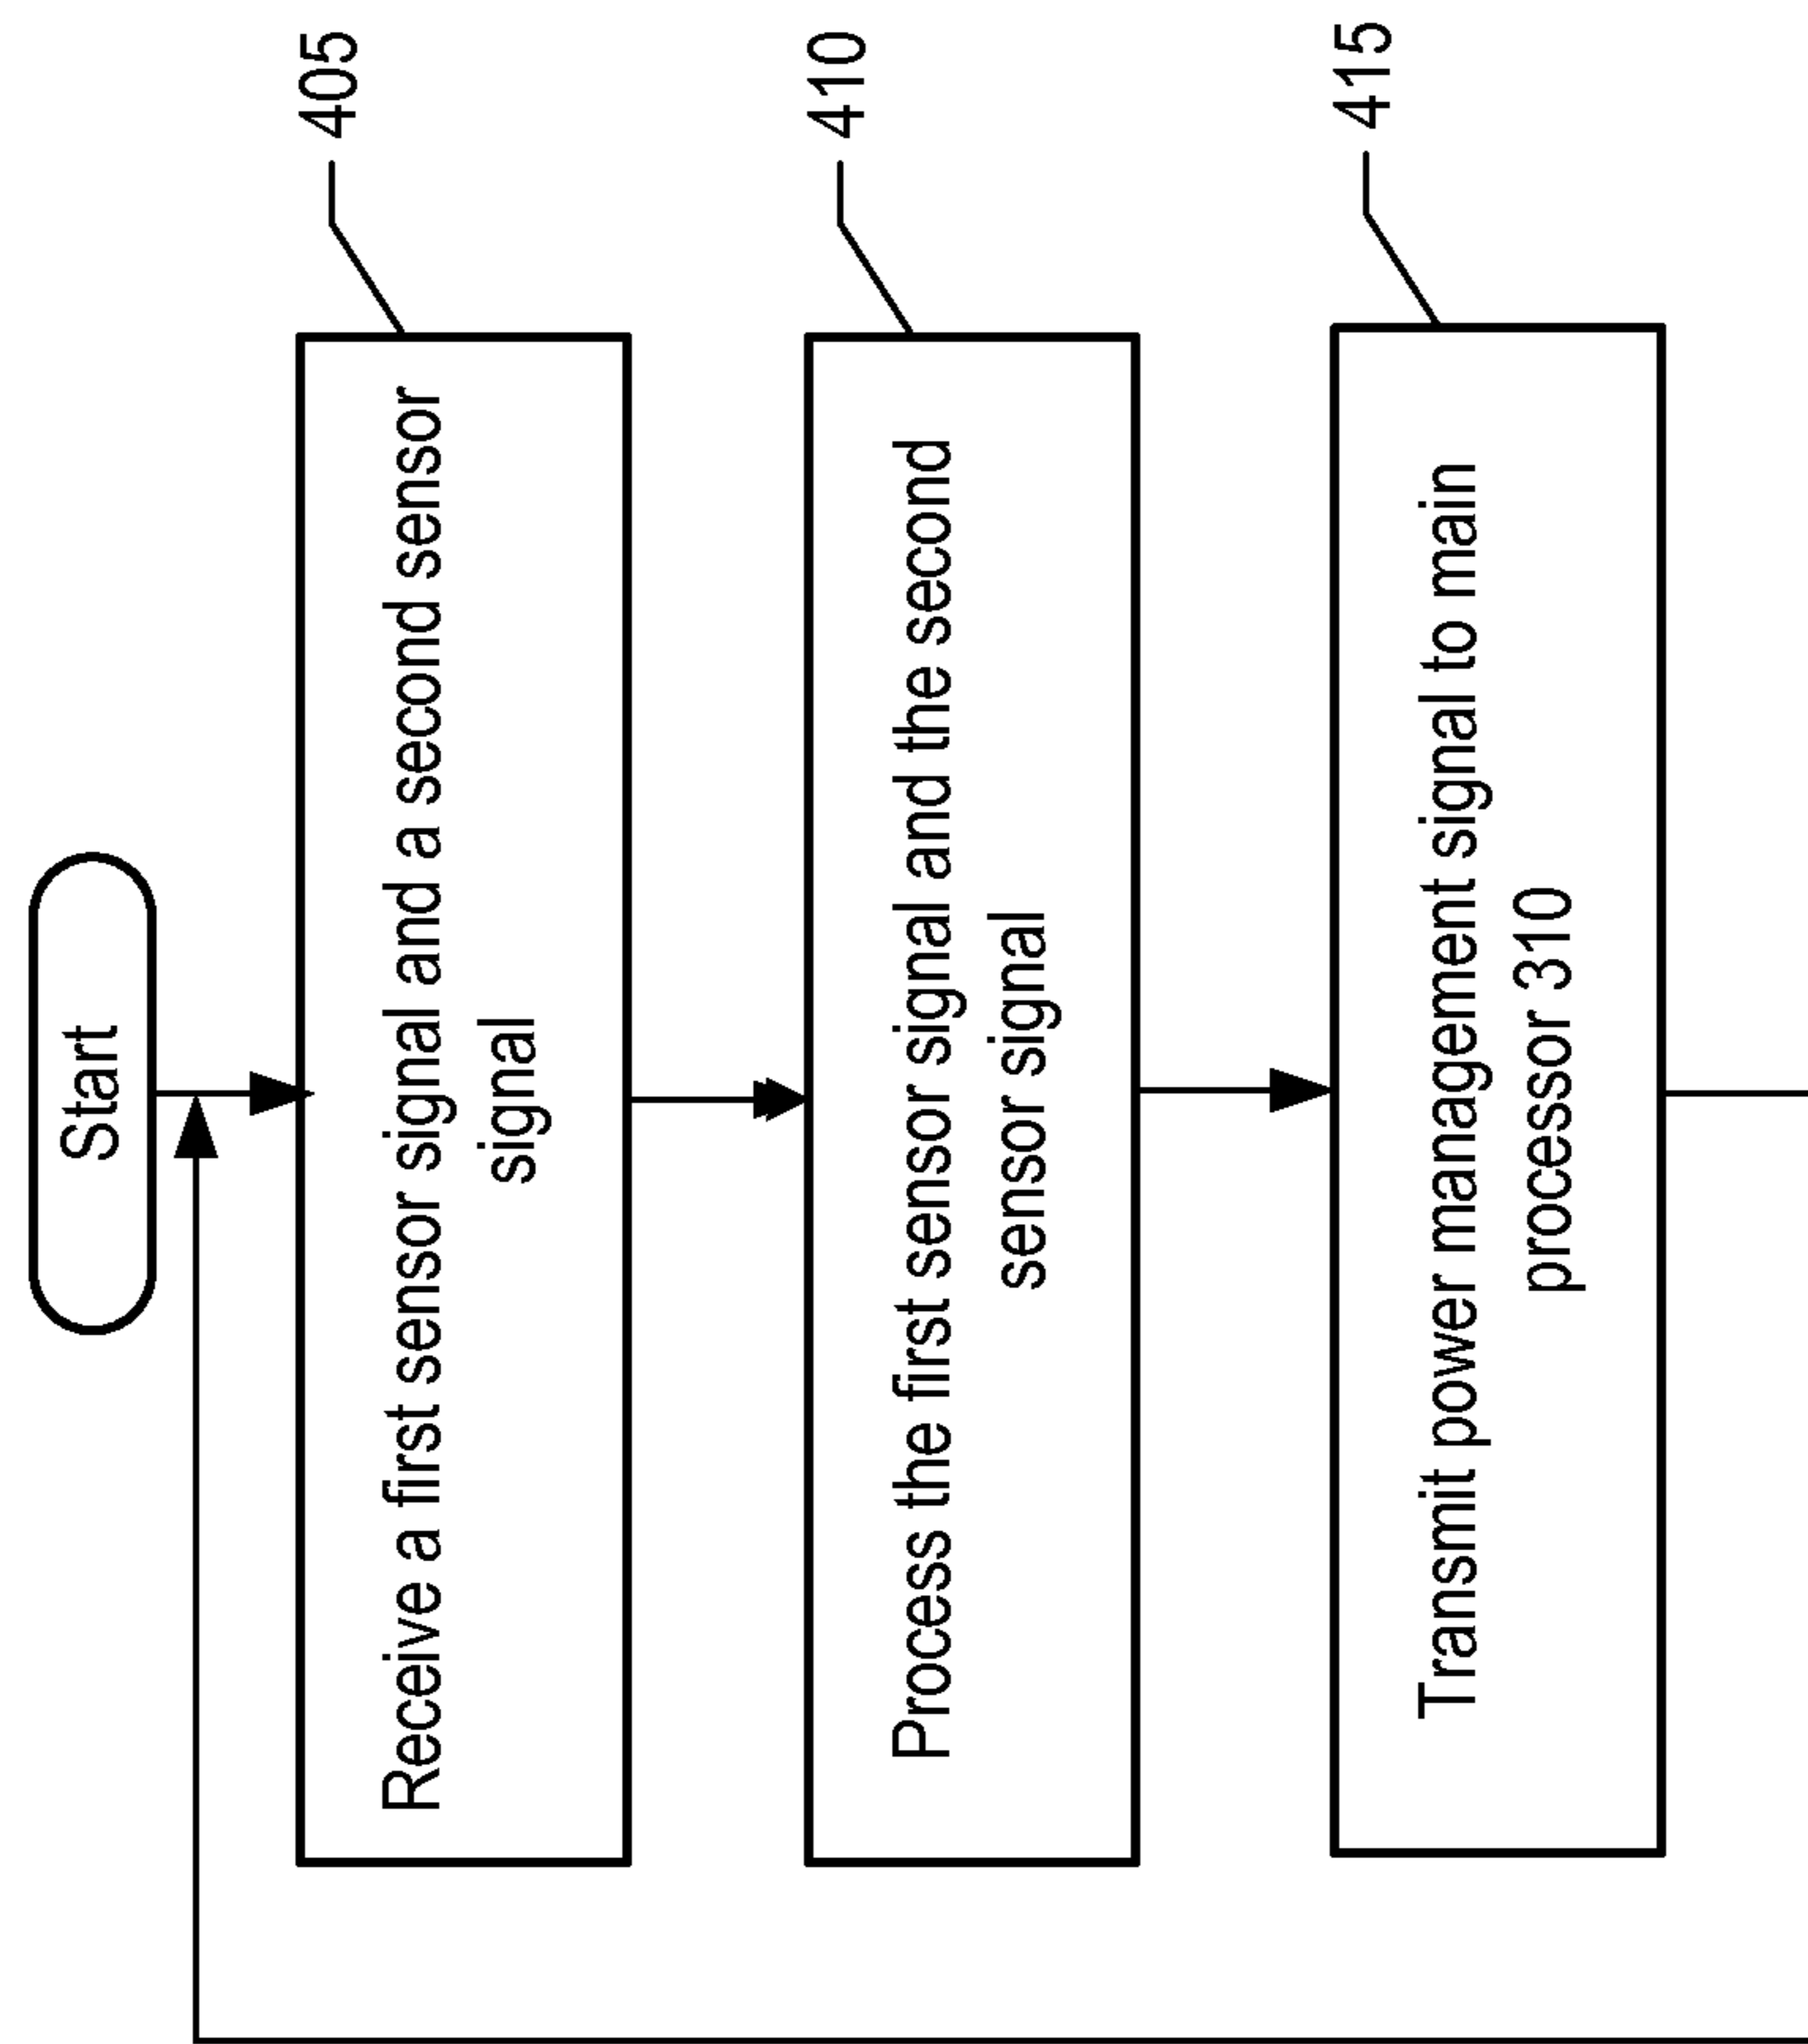 Start
405
Receive a first sensor signal and a second sensor
signal
410
Process the first sensor signal and the second
sensor signal
415
Transmit power management signal to main
processor 310